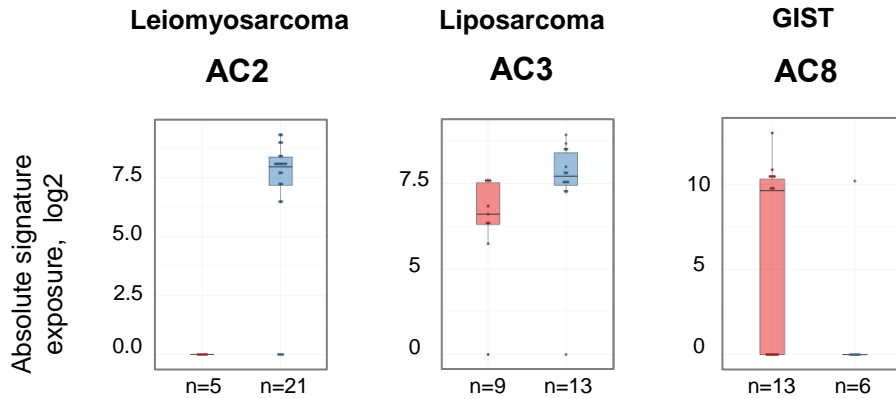 Leiomyosarcoma Liposarcoma GIST
AC2 AC3 AC8
Absolute signature
exposure, log2
7.5
5.0
2.5
0.0
n=5 n=21
7.5
5
0
n=9 n=13
10
5
0
n=13 n=6